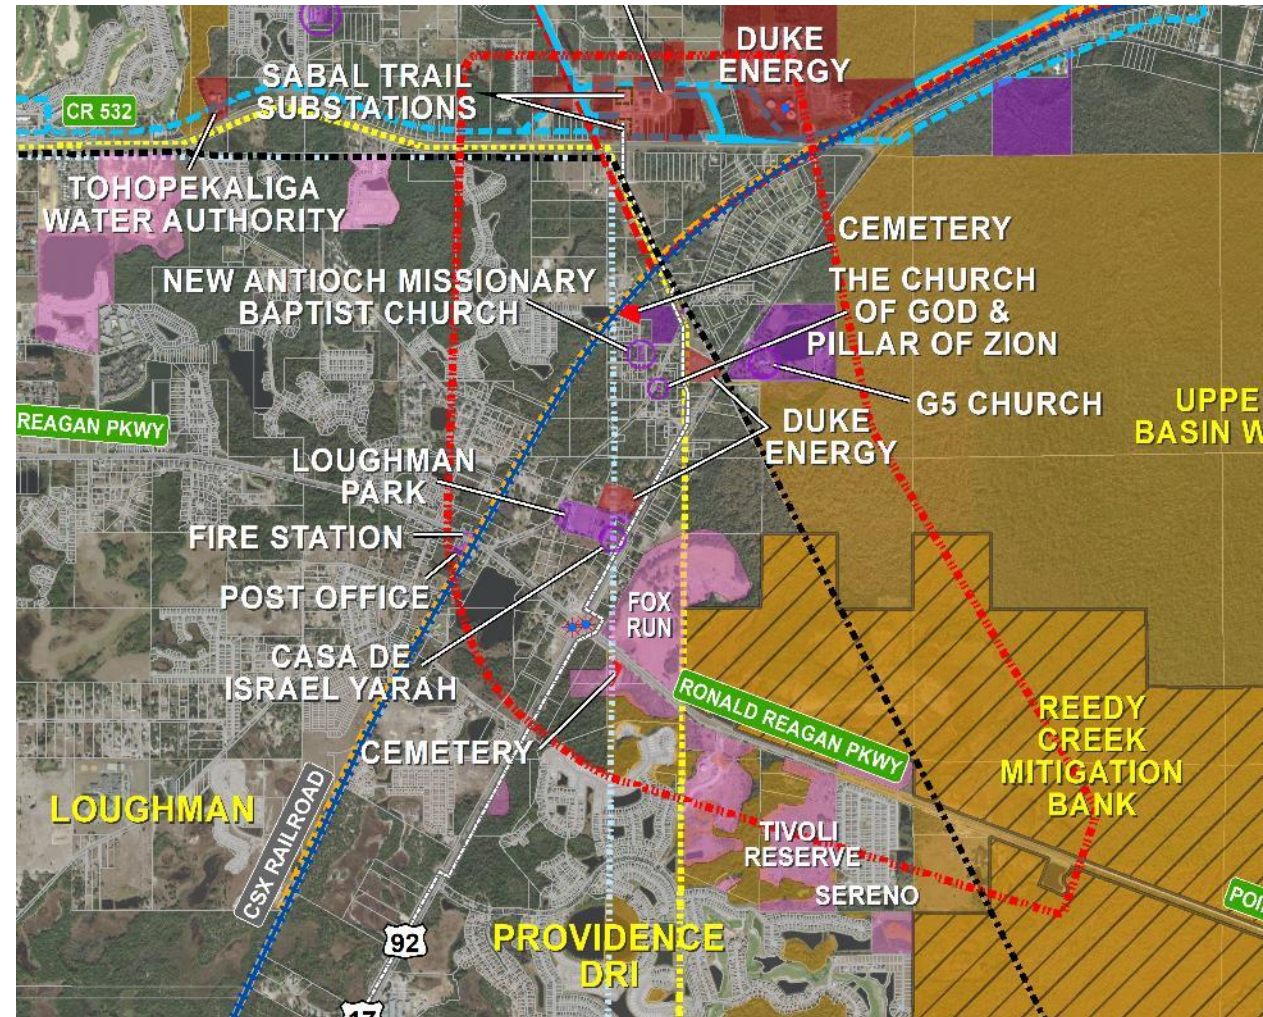 DUKE
ENERGY
SABAL TRAIL
SUBSTATIONS
CR 532
TOHOPEKALIGA
WATER AUTHORITY
CEMETERY
NEW ANTIOCH MISSIONARY
BAPTIST CHURCH
THE CHURCH
OF GOD &
PILLAR OF ZION
G5 CHURCH
UPPE
BASIN W
REAGAN PKWY
DUKE
ENERGY
LOUGHMAN
PARK
FIRE STATION
POST OFFICE
FOX
RUN
CASA DE
ISRAEL YARAH
RONALD REAGAN PKWY
REEDY
CREEK
MITIGATION
BANK
CEMETERY
LOUGHMAN
CSX RAILROAD
TIVOLI
RESERVE
SERENO
POI
92
PROVIDENCE
DRI
17